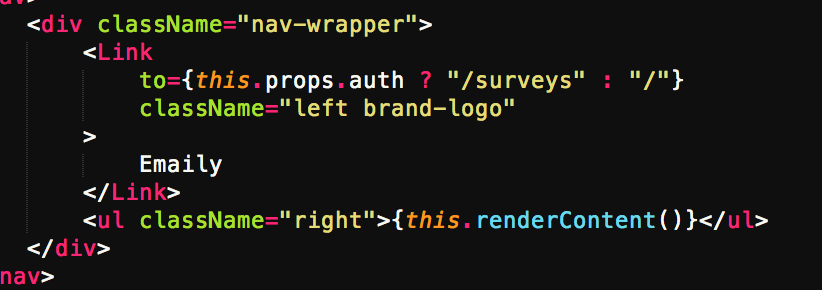 <div className="nav-wrapper">
<Link
to={this.props.auth ? "/surveys" : "/"}
className="left brand-logo"
>
Emaily
</Link>
<ul className="right">{this.renderContent()}</ul>
</div>
nav>